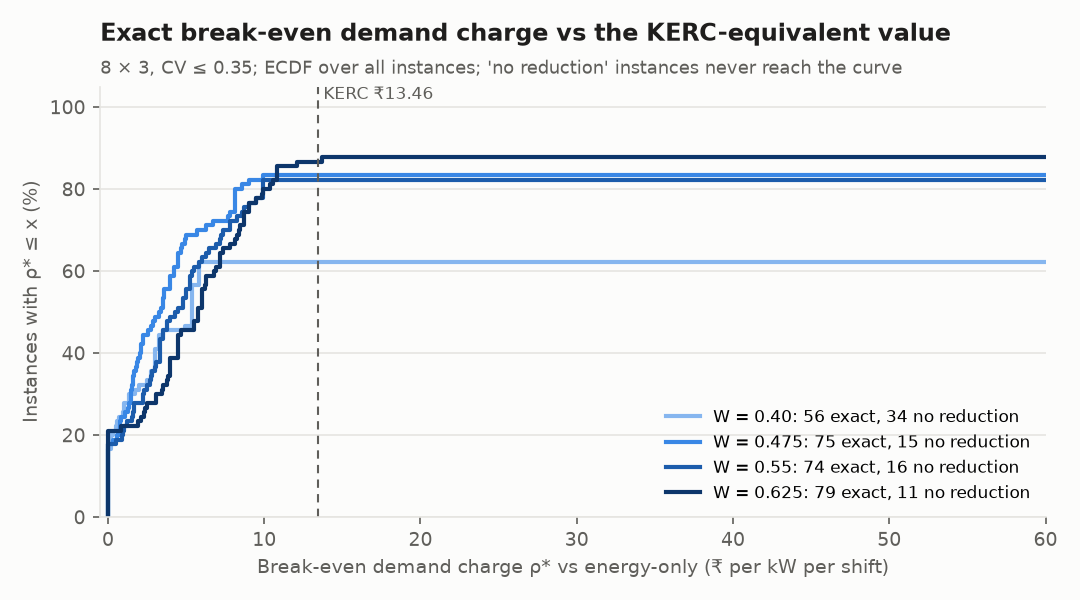 Exact break-even demand charge vs the KERC-equivalent value
8 × 3, CV ≤ 0.35; ECDF over all instances; 'no reduction' instances never reach the curve
KERC ₹13.46
100
80
60
40
20
0
Instances with ρ* ≤ x (%)
W = 0.40: 56 exact, 34 no reduction
W = 0.475: 75 exact, 15 no reduction
W = 0.55: 74 exact, 16 no reduction
W = 0.625: 79 exact, 11 no reduction
0 10 20 30 40 50 60
Break-even demand charge ρ* vs energy-only (₹ per kW per shift)